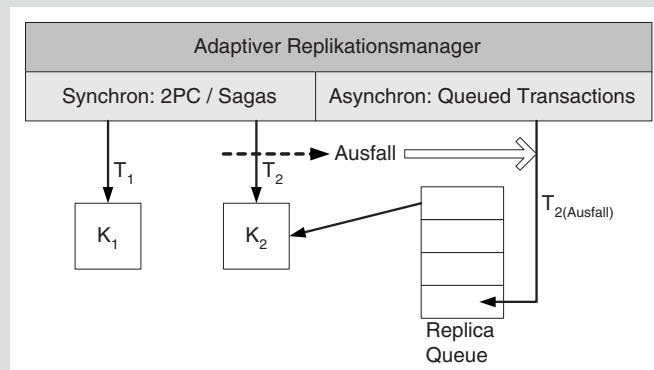 Adaptiver Replikationsmanager
Synchron: 2PC / Sagas
Asynchron: Queued Transactions
Ausfall
T1
T2
T2(Ausfall)
K1
K2
Replica
Queue